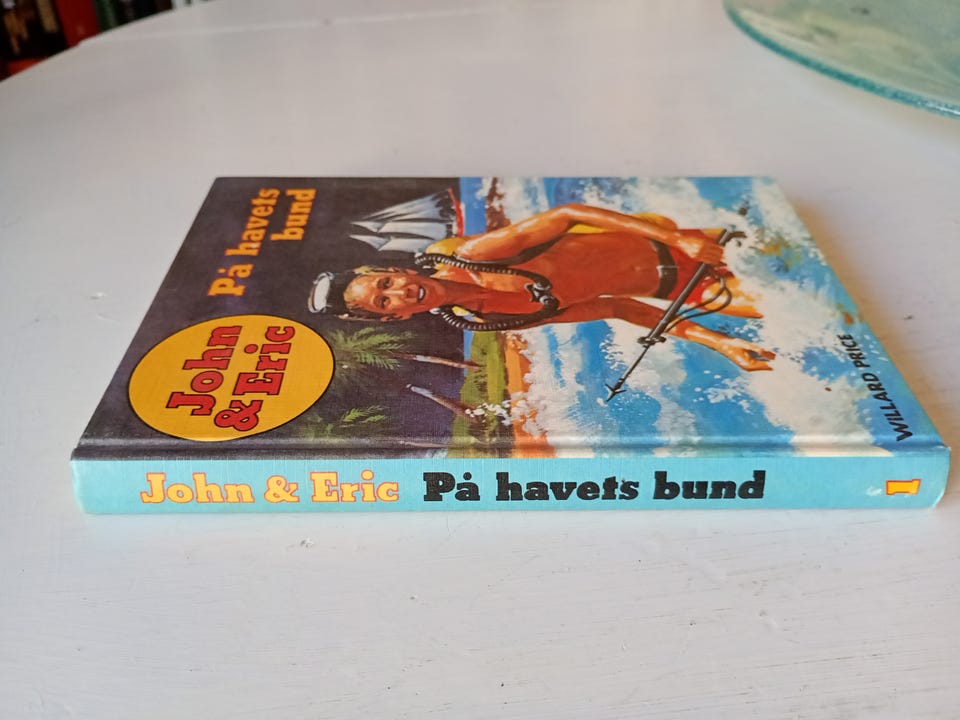 På havets
bund
John
& Eric
WILLARD PRICE
John & Eric På havets bund 1